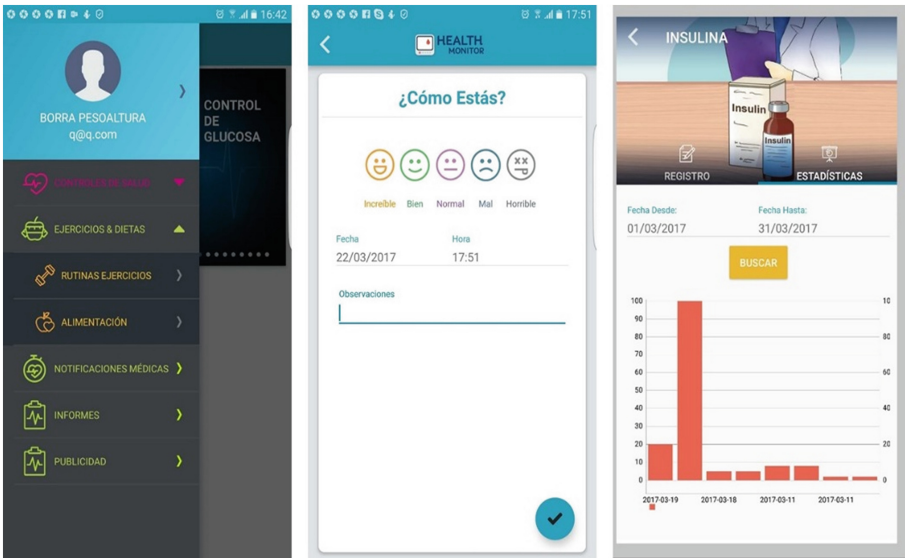 16:42
BORRA PESOALTURA
q@q.com
CONTROL
DE
GLUCOSA
CONTROLES DE SALUD
EJERCICIOS & DIETAS
RUTINAS EJERCICIOS
ALIMENTACIÓN
NOTIFICACIONES MÉDICAS
INFORMES
PUBLICIDAD
17:51
HEALTH
MONITOR
¿Cómo Estás?
Increíble Bien Normal Mal Horrible
Fecha Hora
22/03/2017 17:51
Observaciones
INSULINA
Insulin
Insulin
REGISTRO ESTADÍSTICAS
Fecha Desde: Fecha Hasta:
01/03/2017 31/03/2017
BUSCAR
100 10
90
80 80
70
60 60
50
40 40
30
20 20
10
0 0
2017-03-19 2017-03-18 2017-03-11 2017-03-11